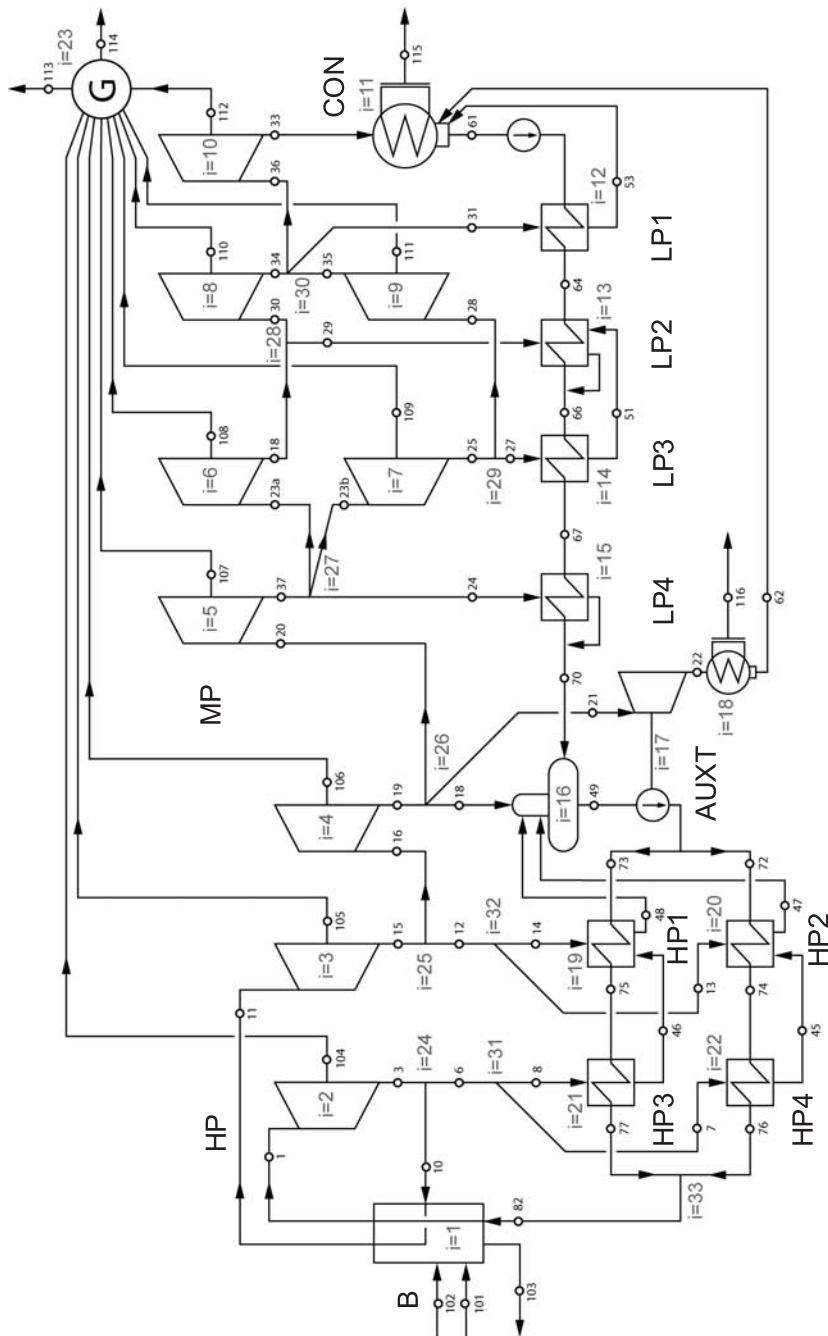 113
i=23
114
G
112
115
CON
i=11
i=10
33
36
61
i=12
53
31
LP1
110
34
i=8
30
i=30
35
111
i=9
28
i=28
29
64
i=13
LP2
108
18
i=6
23a
109
25
i=7
23b
i=29
27
66
51
i=14
LP3
107
37
i=5
20
i=27
24
67
i=15
LP4
116
62
22
i=18
MP
i=26
21
70
i=17
AUXT
106
19
i=4
16
18
i=16
49
105
15
i=3
11
i=25
12
i=32
14
13
73
72
48
47
i=19
i=20
HP1
HP2
75
74
46
45
104
3
i=2
1
HP
i=24
6
i=31
8
7
10
i=21
i=22
HP3
HP4
77
76
i=33
82
i=1
B
102
101
103